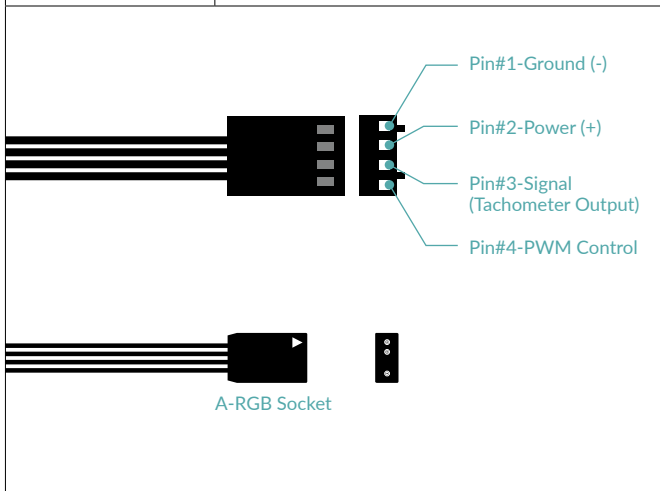 Pin#1-Ground (-)
Pin#2-Power (+)
Pin#3-Signal
(Tachometer Output)
Pin#4-PWM Control
A-RGB Socket